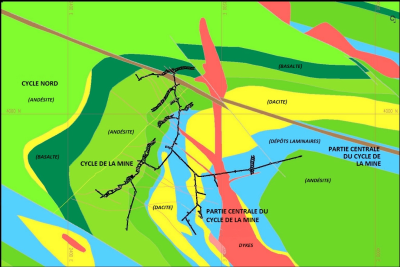 (BASALTE)
CYCLE NORD
(ANDÉSITE)
(DACITE)
(ANDÉSITE)
(DÉPÔTS LAMINAIRES)
PARTIE CENTRALE
DU CYCLE DE
LA MINE
(BASALTE)
CYCLE DE LA MINE
(ANDÉSITE)
(DACITE)
PARTIE CENTRALE DU
CYCLE DE LA MINE
DYKES